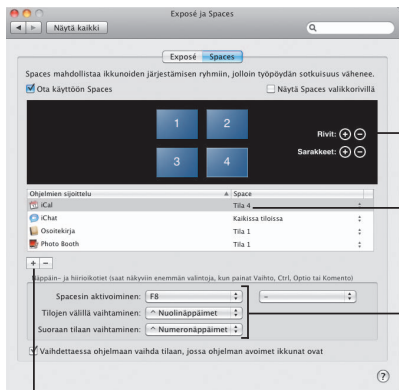 Exposé ja Spaces
Näytä kaikki
Exposé Spaces
Spaces mahdollistaa ikkunoiden järjestämisen ryhmiin, jolloin työpöydän sotkuisuus vähenee.
Ota käyttöön Spaces Näytä Spaces valikkorivillä
1 2
Rivit: + −
Sarakkeet: + −
3 4
Ohjelmien sijoittelu Space
iCal Tila 4
iChat Kaikissa tiloissa
Osoitekirja Tila 1
Photo Booth Tila 1
+ −
Näppäin- ja hiirioikotiet (saat näkyviin enemmän valintoja, kun painat Vaihto, Ctrl, Optio tai Komento)
Spacesin aktivoiminen: F8 –
Tilojen välillä vaihtaminen: ^ Nuolinäppäimet
Suoraan tilaan vaihtaminen: ^ Numeronäppäimet
Vaihdettaessa ohjelmaan vaihda tilaan, jossa ohjelman avoimet ikkunat ovat
?